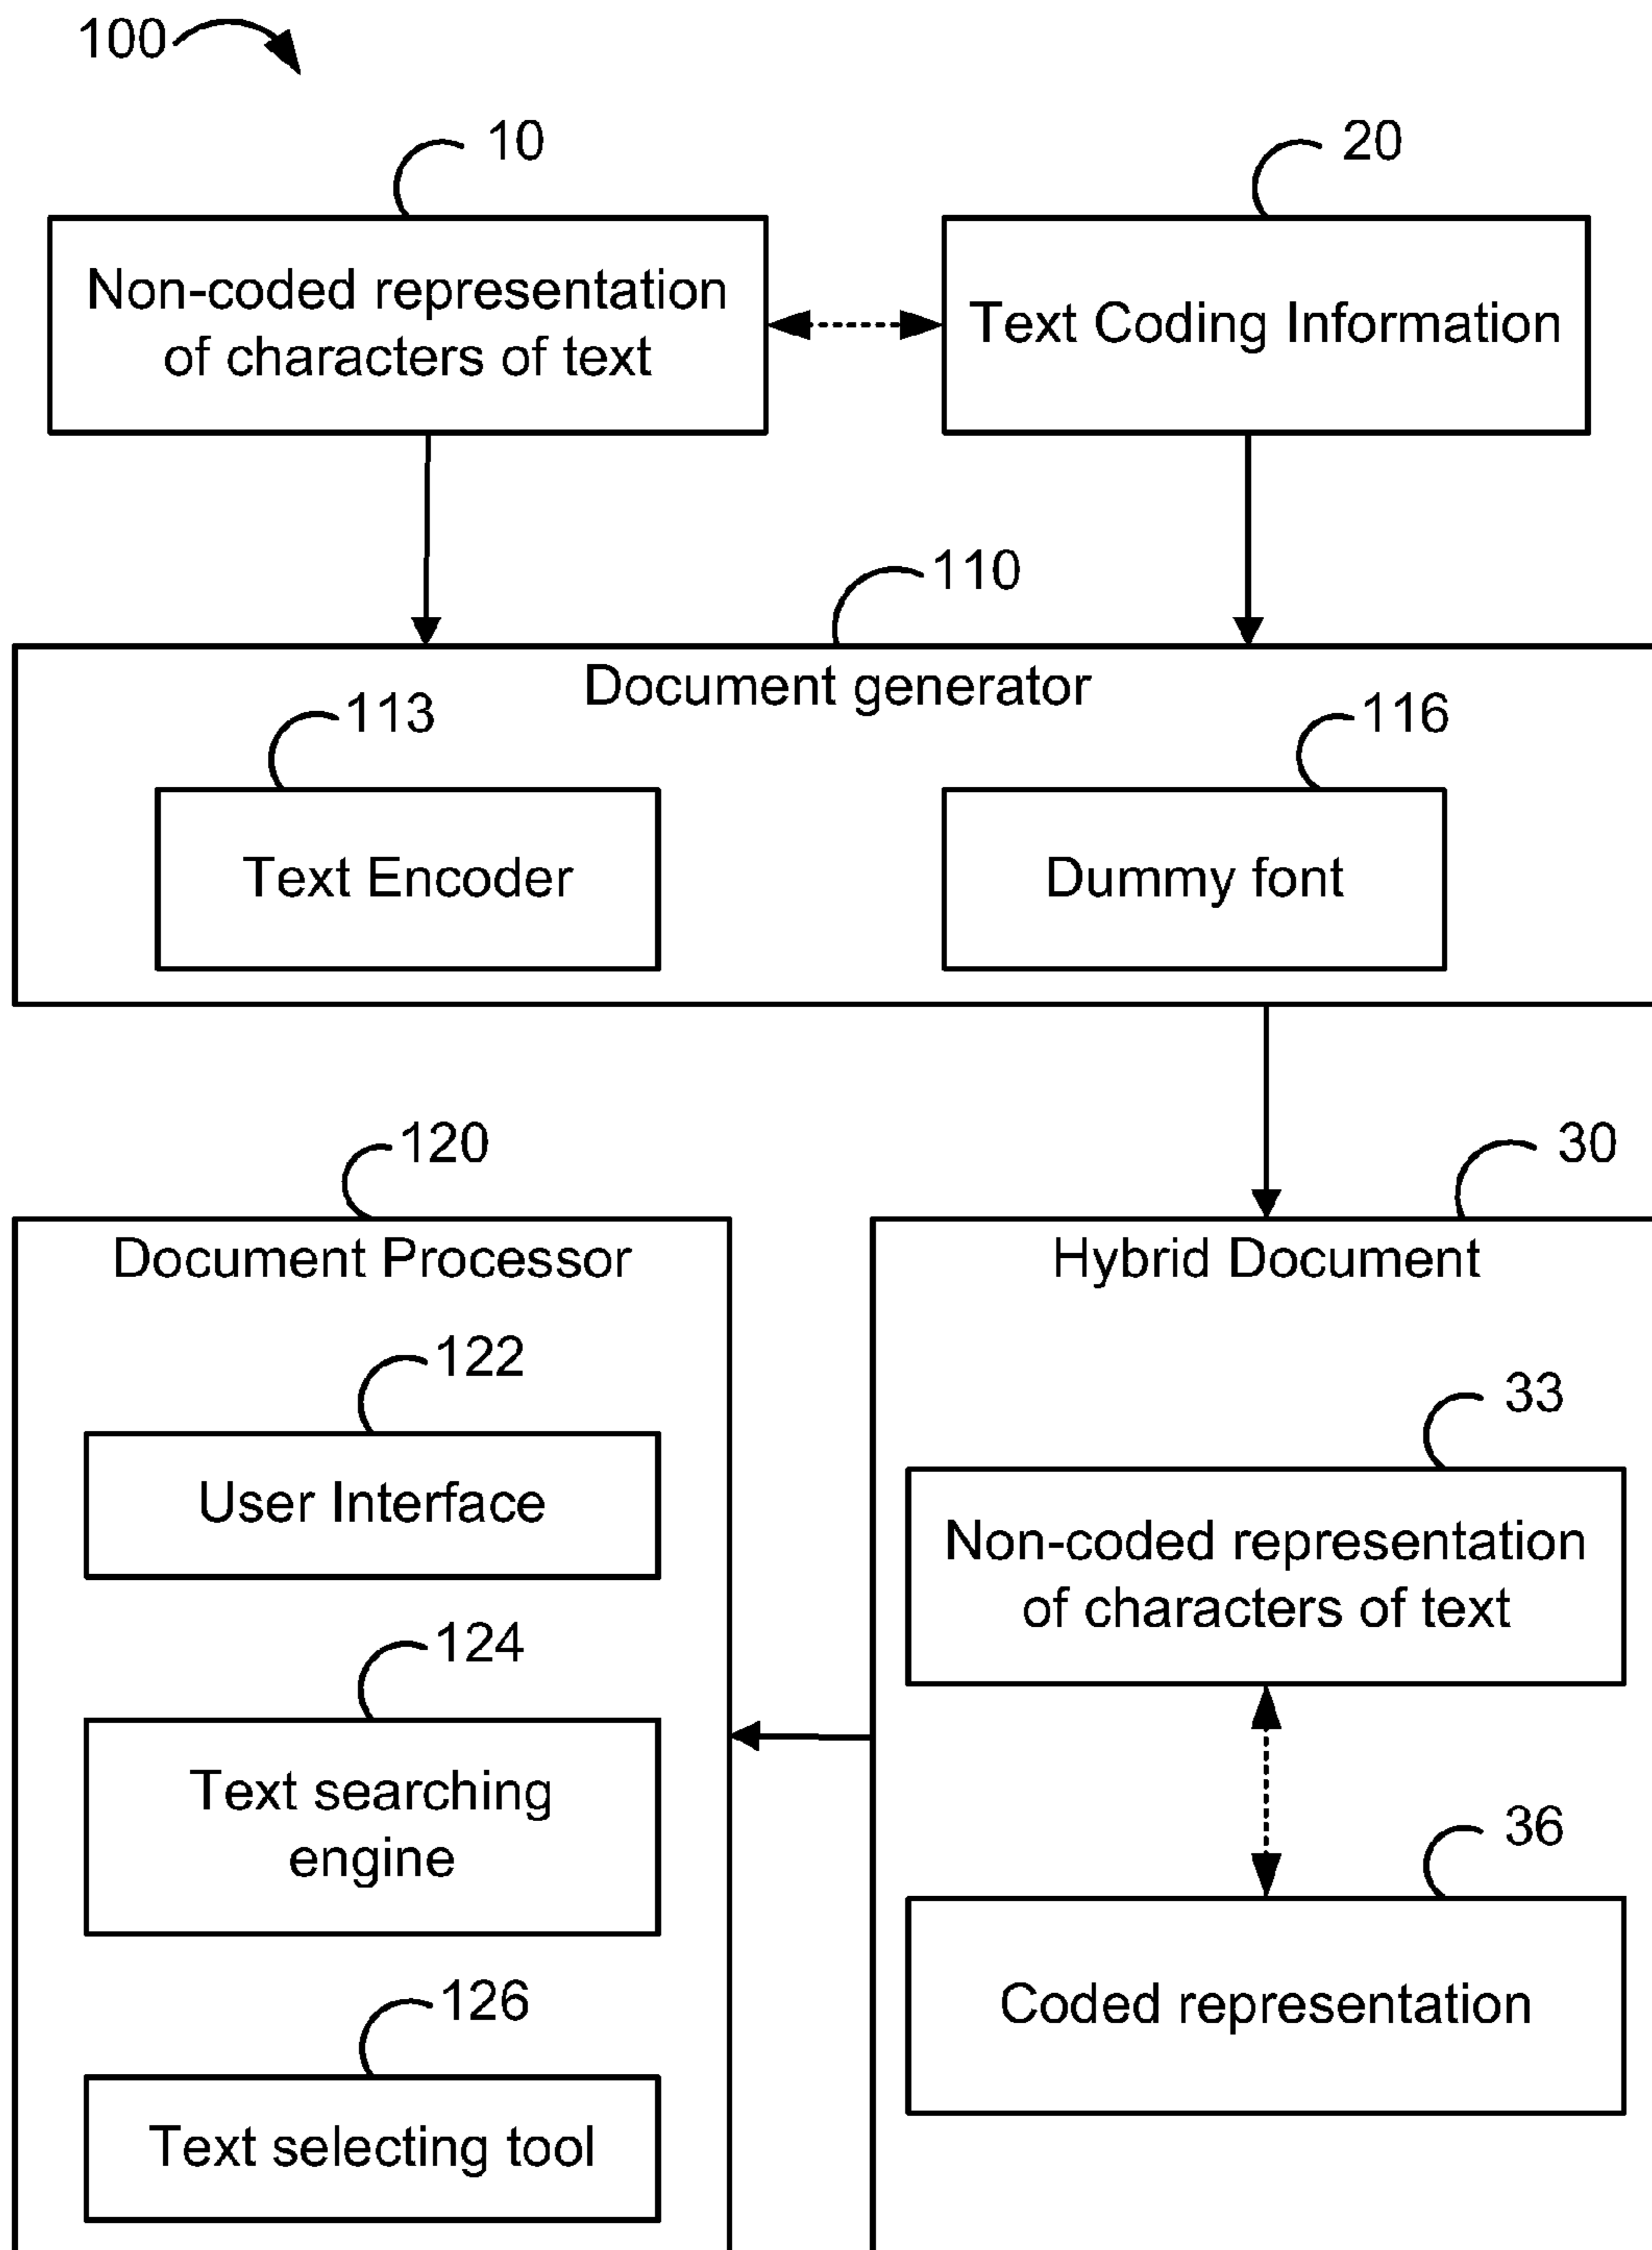 100
10
20
Non-coded representation
of characters of text
Text Coding Information
110
Document generator
113
116
Text Encoder
Dummy font
120
30
Document Processor
Hybrid Document
122
User Interface
33
Non-coded representation
of characters of text
124
Text searching
engine
36
Coded representation
126
Text selecting tool